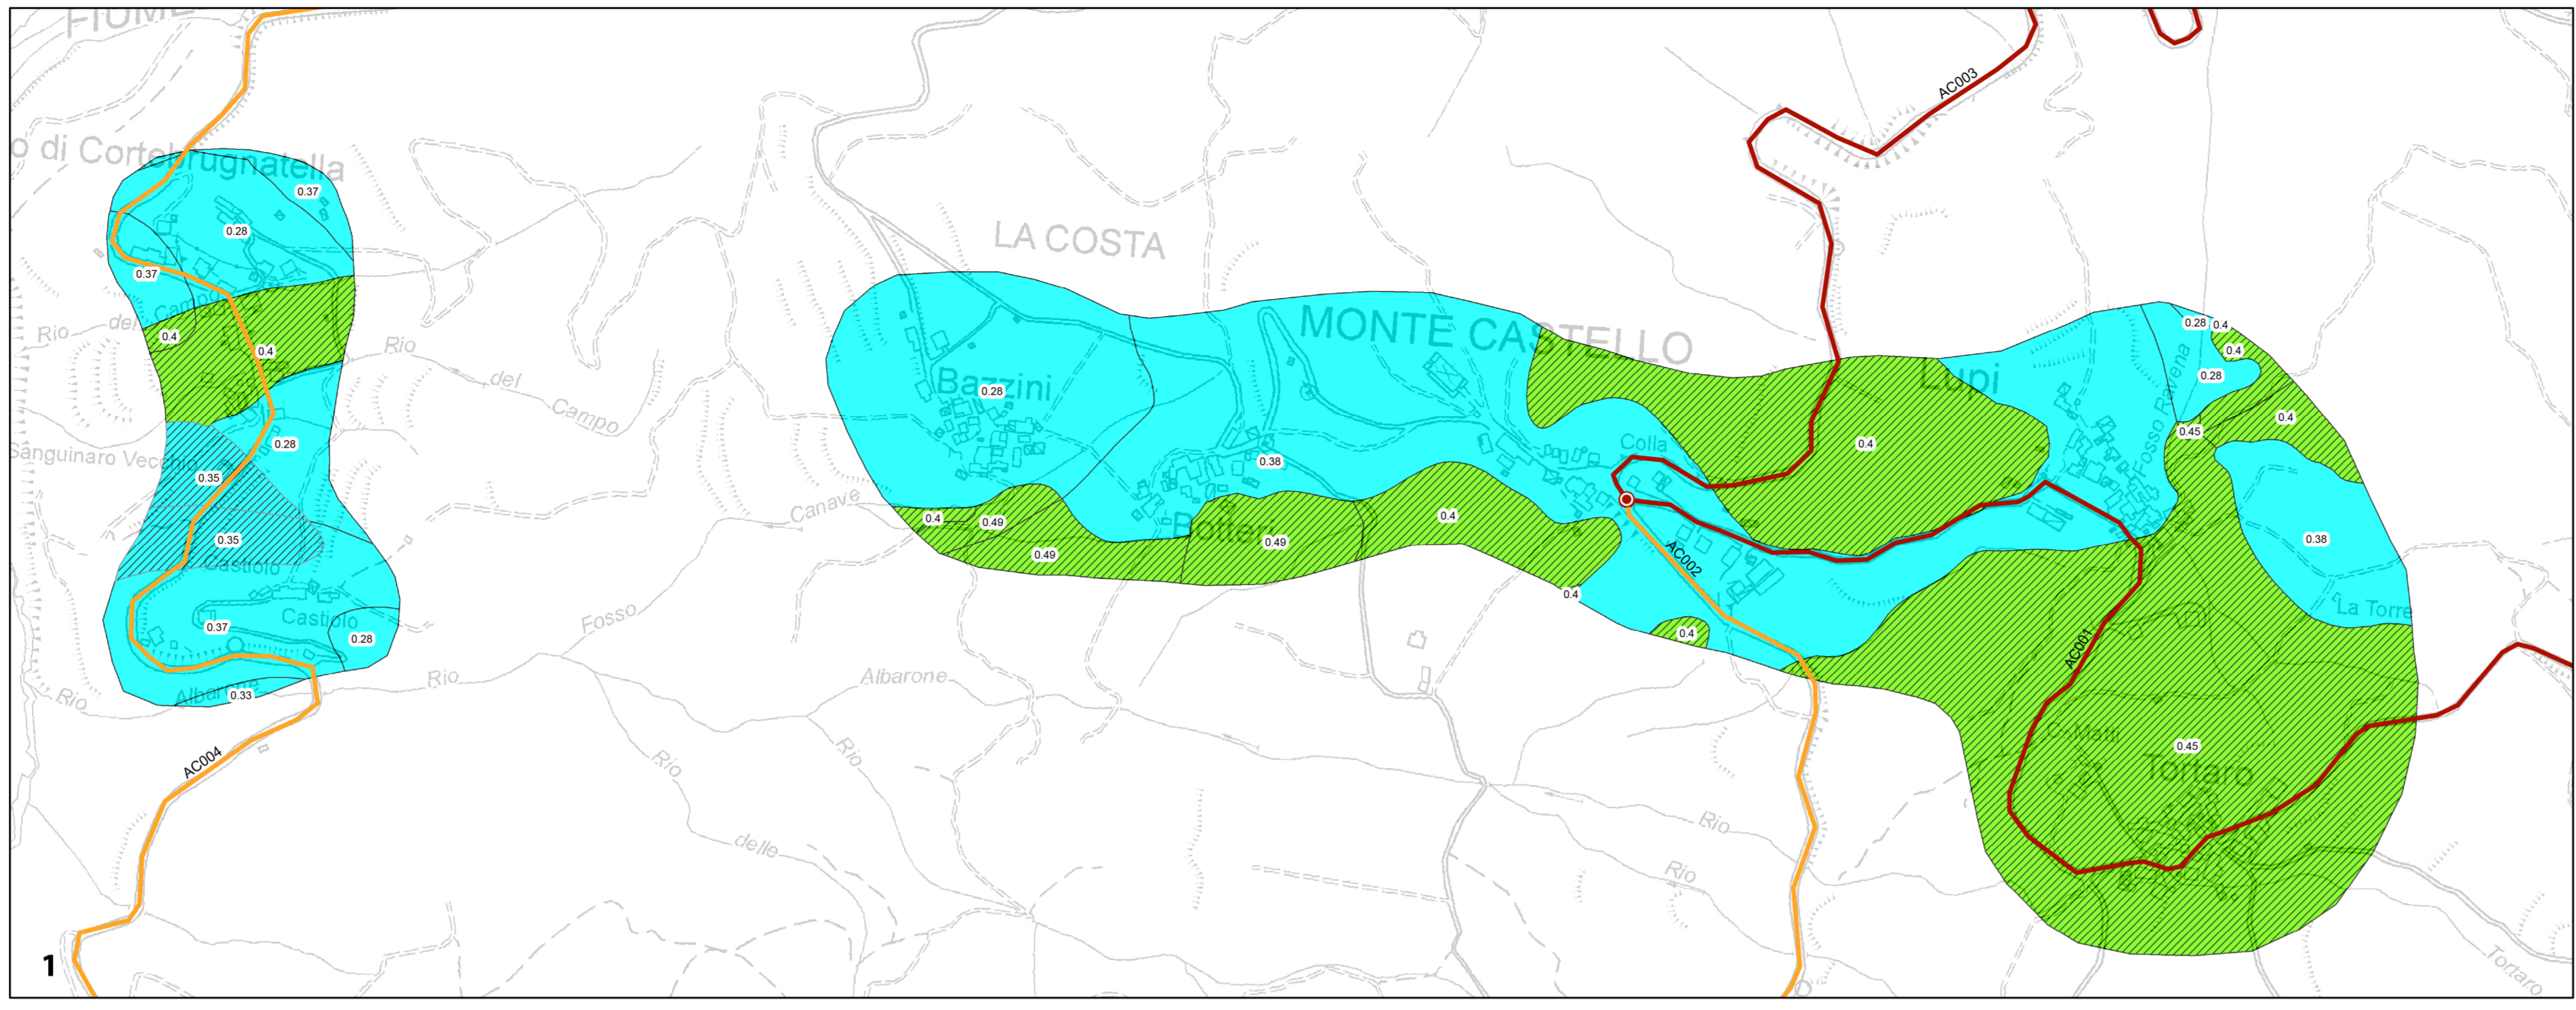 FIUME
o di Cortebrugnatella
0.37
0.28
0.37
Rio
del
Campo
0.4
0.4
Rio
del
Campo
Sanguinaro Vecchio
0.28
0.35
0.35
Castiolo
Castiolo
0.37
0.28
Rio
Albarone
0.33
Rio
AC004
1
LA COSTA
MONTE CASTELLO
Bazzini
0.28
0.38
Canave
Fosso
0.4
0.49
0.49
Botteri
0.49
0.4
0.4
0.4
Albarone
Rio
Rio
delle
Rio
Rio
AC003
Colla
0.4
Lupi
AC002
AC001
Fosso Ravena
0.28
0.4
0.4
0.28
0.4
0.45
0.38
La Torre
C. Matti
0.45
Tortaro
Tortaro